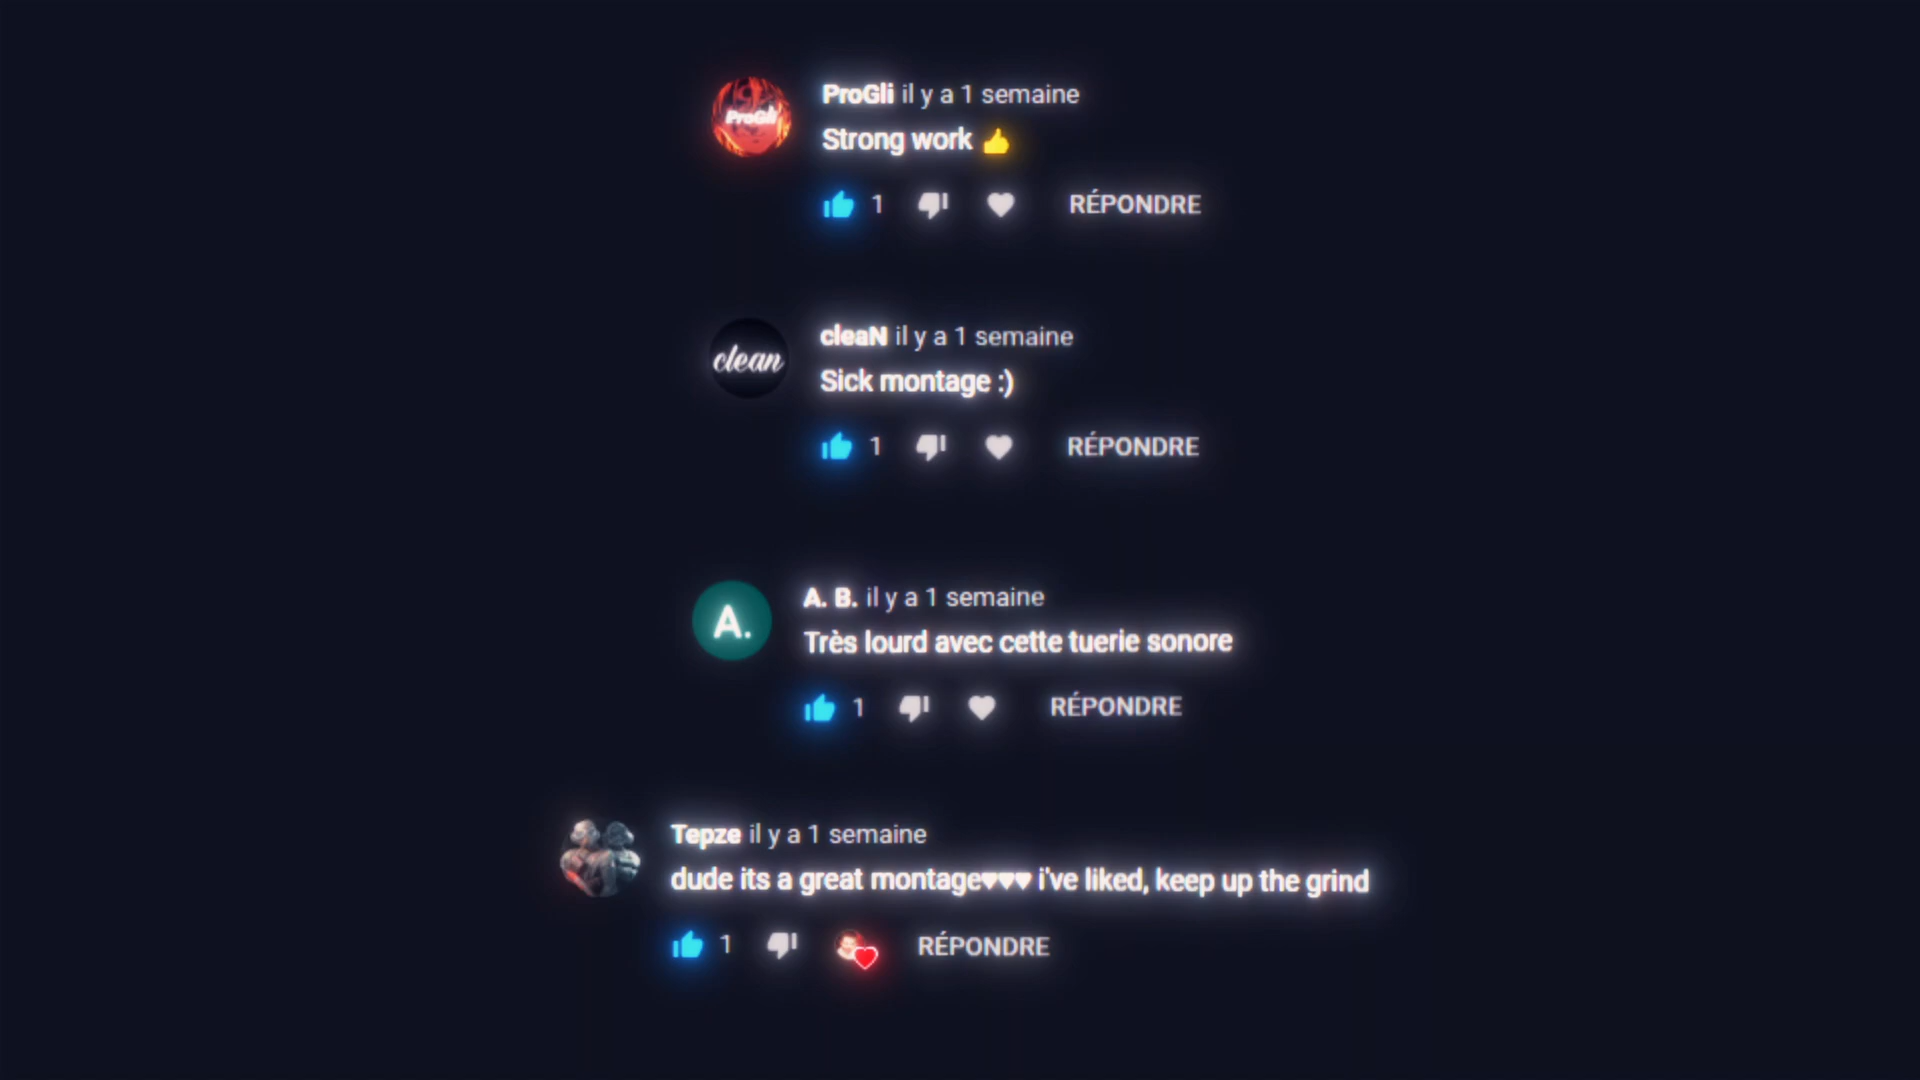 ProGli
ProGli il y a 1 semaine
Strong work 👍
1 RÉPONDRE
clean
cleaN il y a 1 semaine
Sick montage :)
1 RÉPONDRE
A.
A. B. il y a 1 semaine
Très lourd avec cette tuerie sonore
1 RÉPONDRE
Tepze il y a 1 semaine
dude its a great montage♥♥♥ i've liked, keep up the grind
1 RÉPONDRE